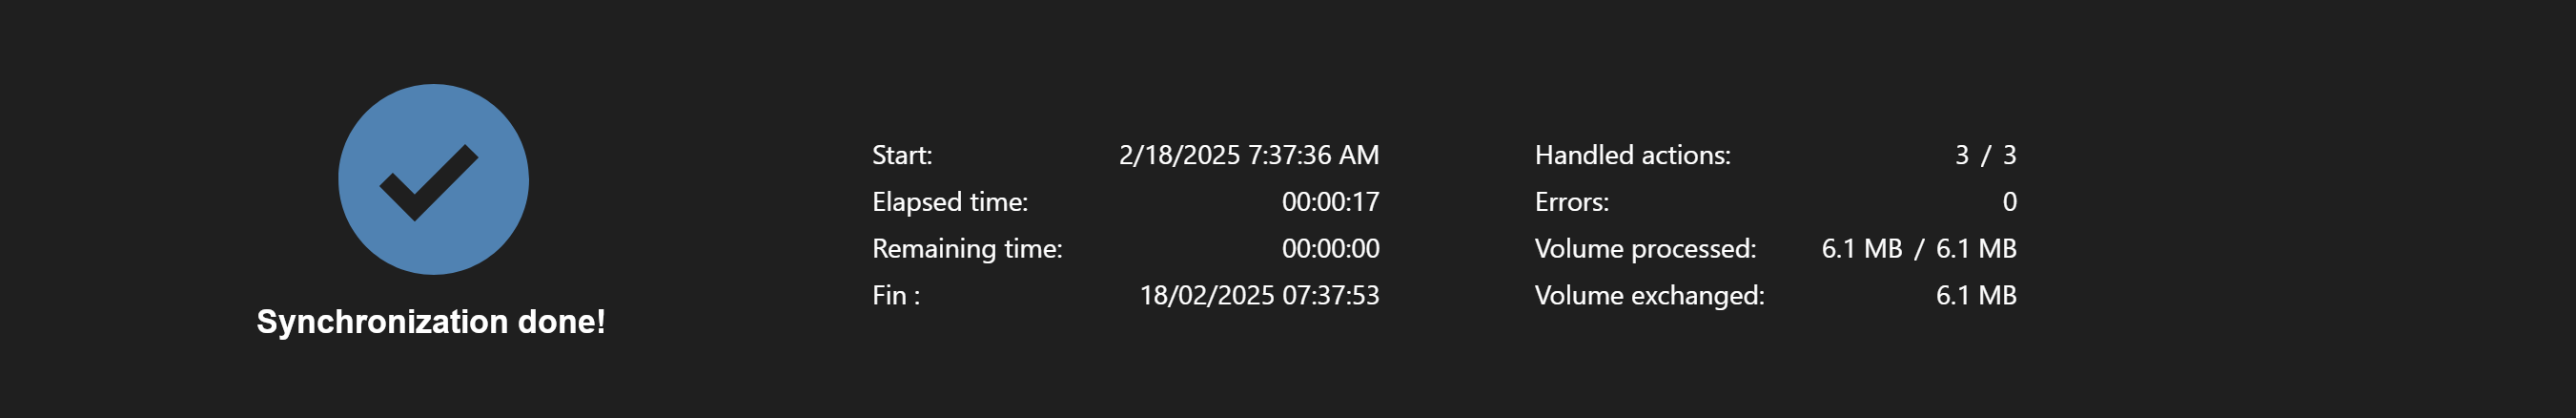 Synchronization done!
Start: 2/18/2025 7:37:36 AM
Elapsed time: 00:00:17
Remaining time: 00:00:00
Fin : 18/02/2025 07:37:53
Handled actions: 3 / 3
Errors: 0
Volume processed: 6.1 MB / 6.1 MB
Volume exchanged: 6.1 MB